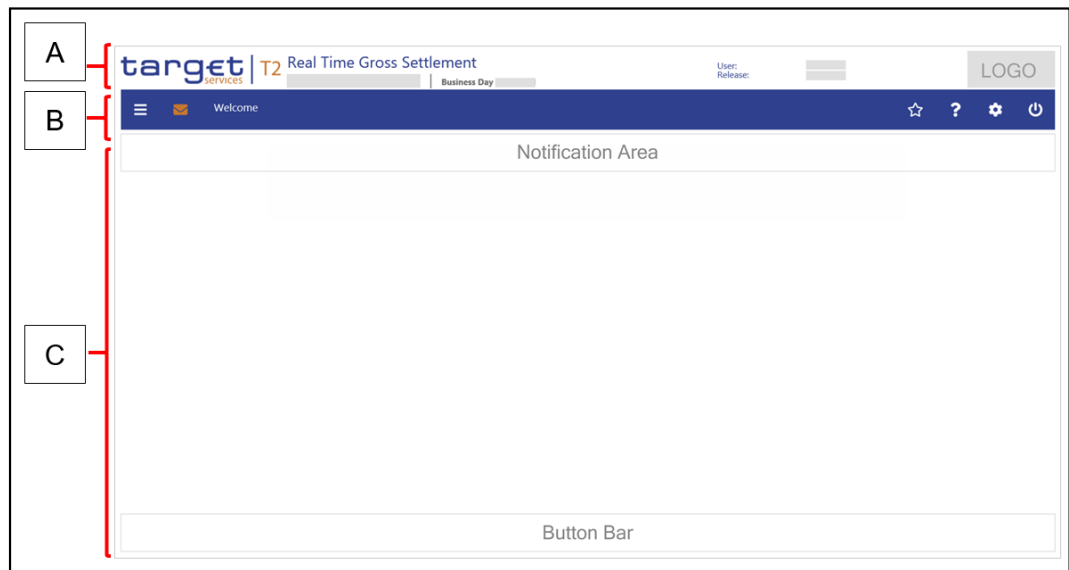 A
target services | T2 Real Time Gross Settlement
Business Day
User:
Release:
LOGO
B
Welcome
?
Notification Area
C
Button Bar